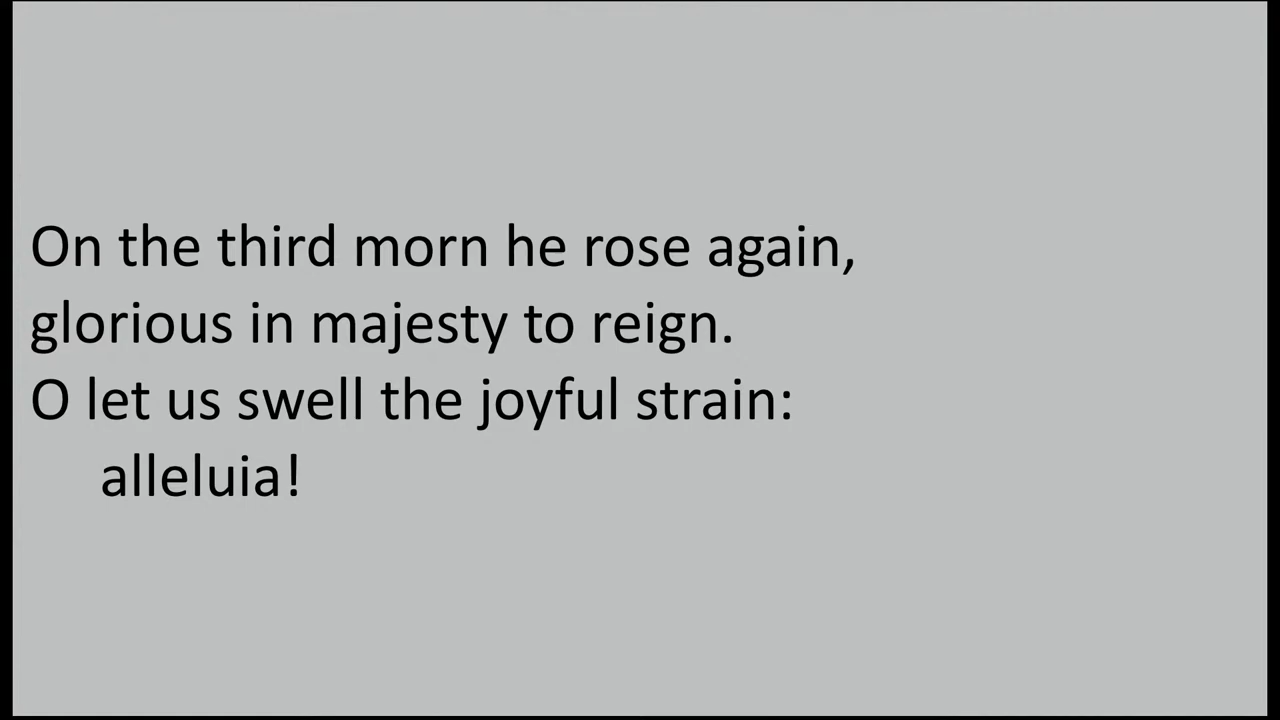 On the third morn he rose again,
glorious in majesty to reign.
O let us swell the joyful strain:
alleluia!